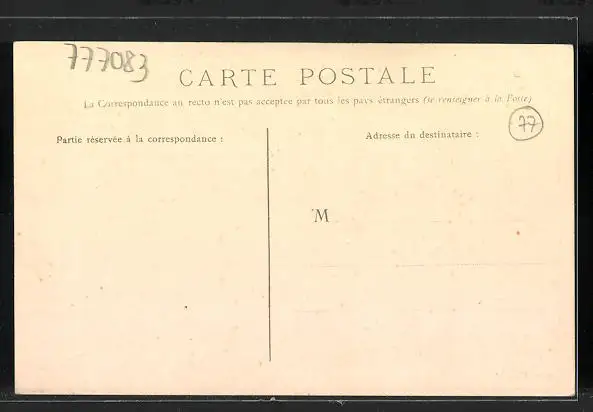 777083
CARTE POSTALE
La Correspondance au recto n'est pas acceptée par tous les pays étrangers (se renseigner à la Poste)
77
Partie réservée à la correspondance :
Adresse du destinataire :
M